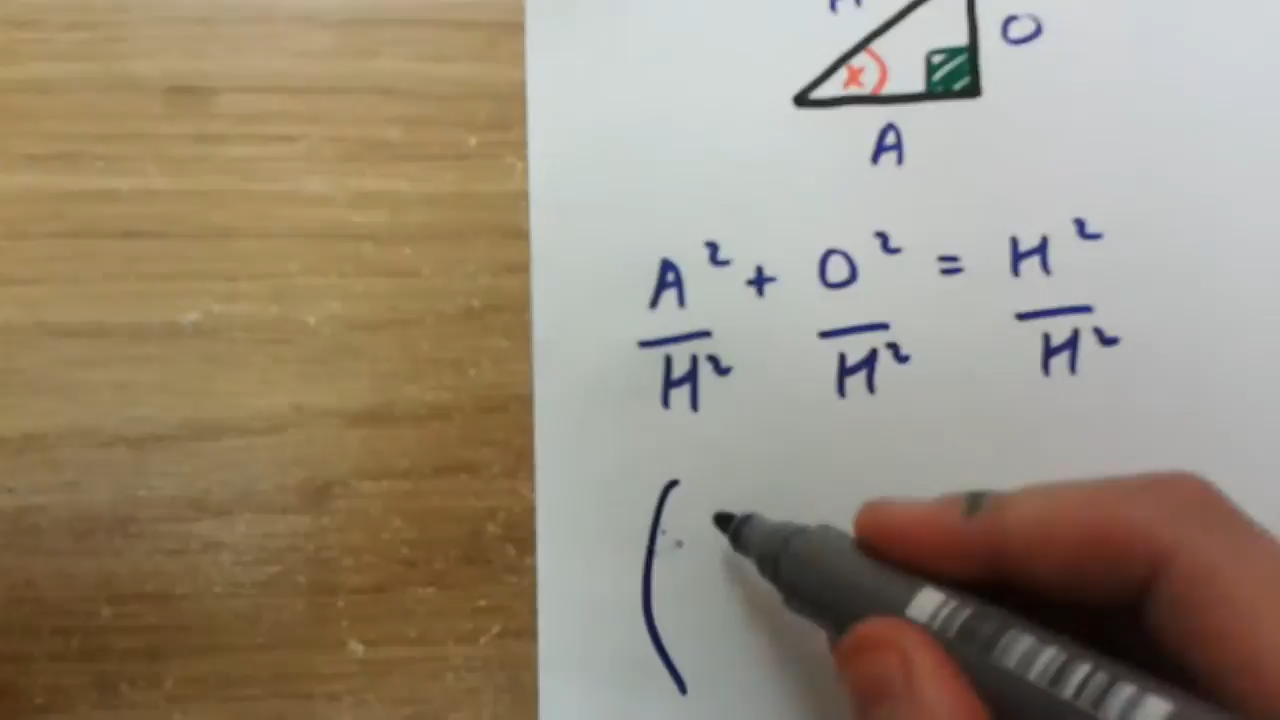 H O
x
A
A² + O² = H²
H² H² H²
(